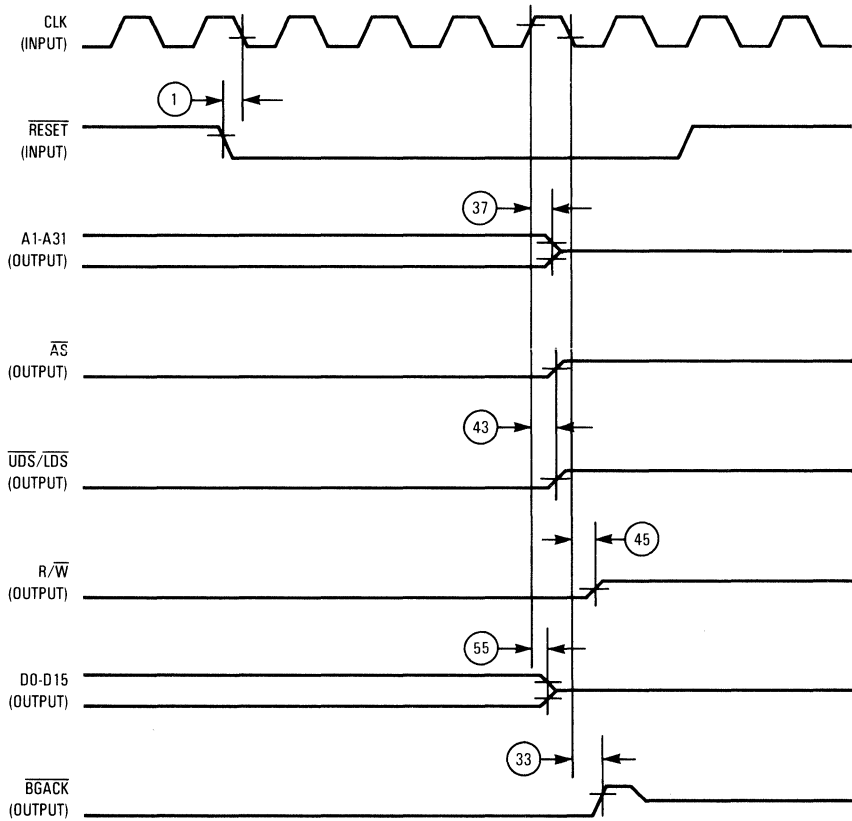 CLK
(INPUT)
1
RESET
(INPUT)
37
A1-A31
(OUTPUT)
AS
(OUTPUT)
43
UDS/LDS
(OUTPUT)
45
R/W
(OUTPUT)
55
D0-D15
(OUTPUT)
33
BGACK
(OUTPUT)